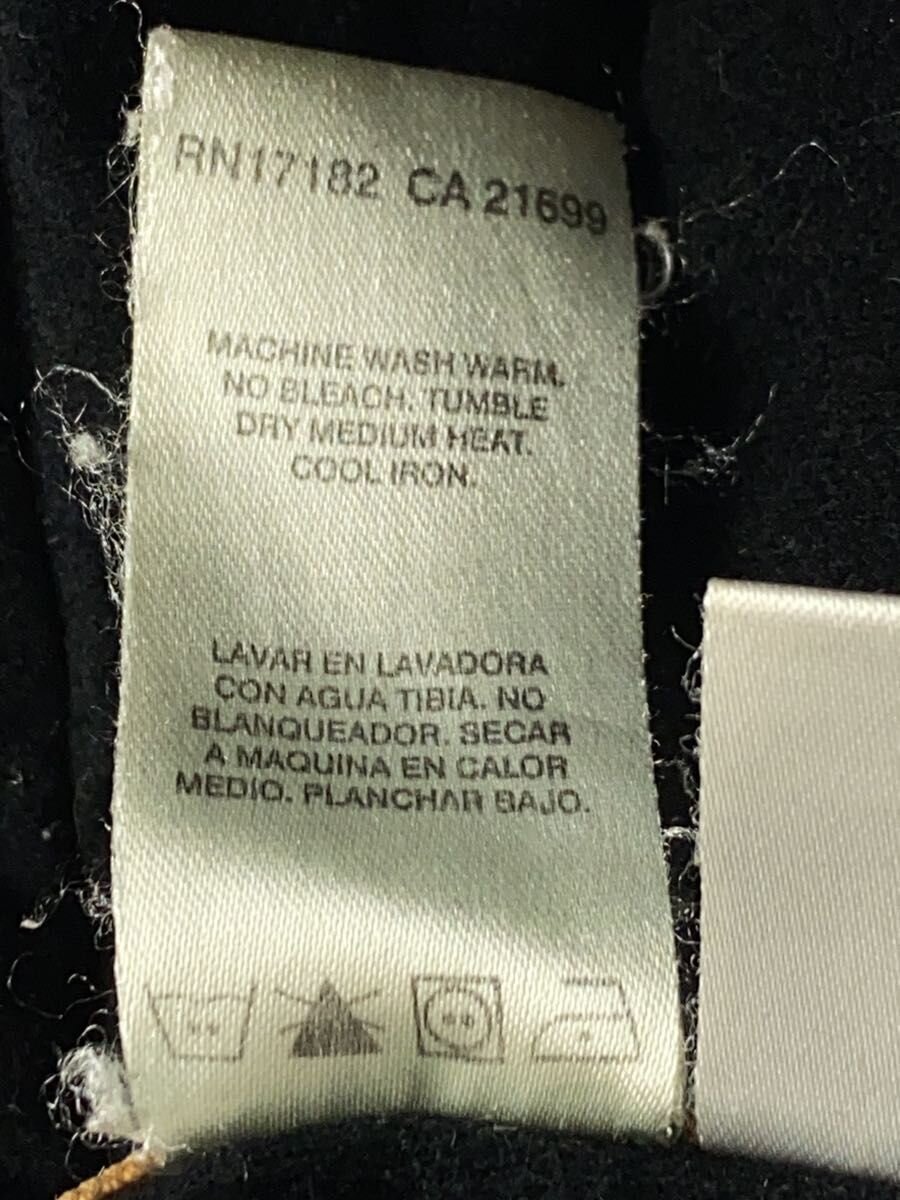 RN17182 CA 21699
MACHINE WASH WARM.
NO BLEACH. TUMBLE
DRY MEDIUM HEAT.
COOL IRON.
LAVAR EN LAVADORA
CON AGUA TIBIA. NO
BLANQUEADOR. SECAR
A MAQUINA EN CALOR
MEDIO. PLANCHAR BAJO.